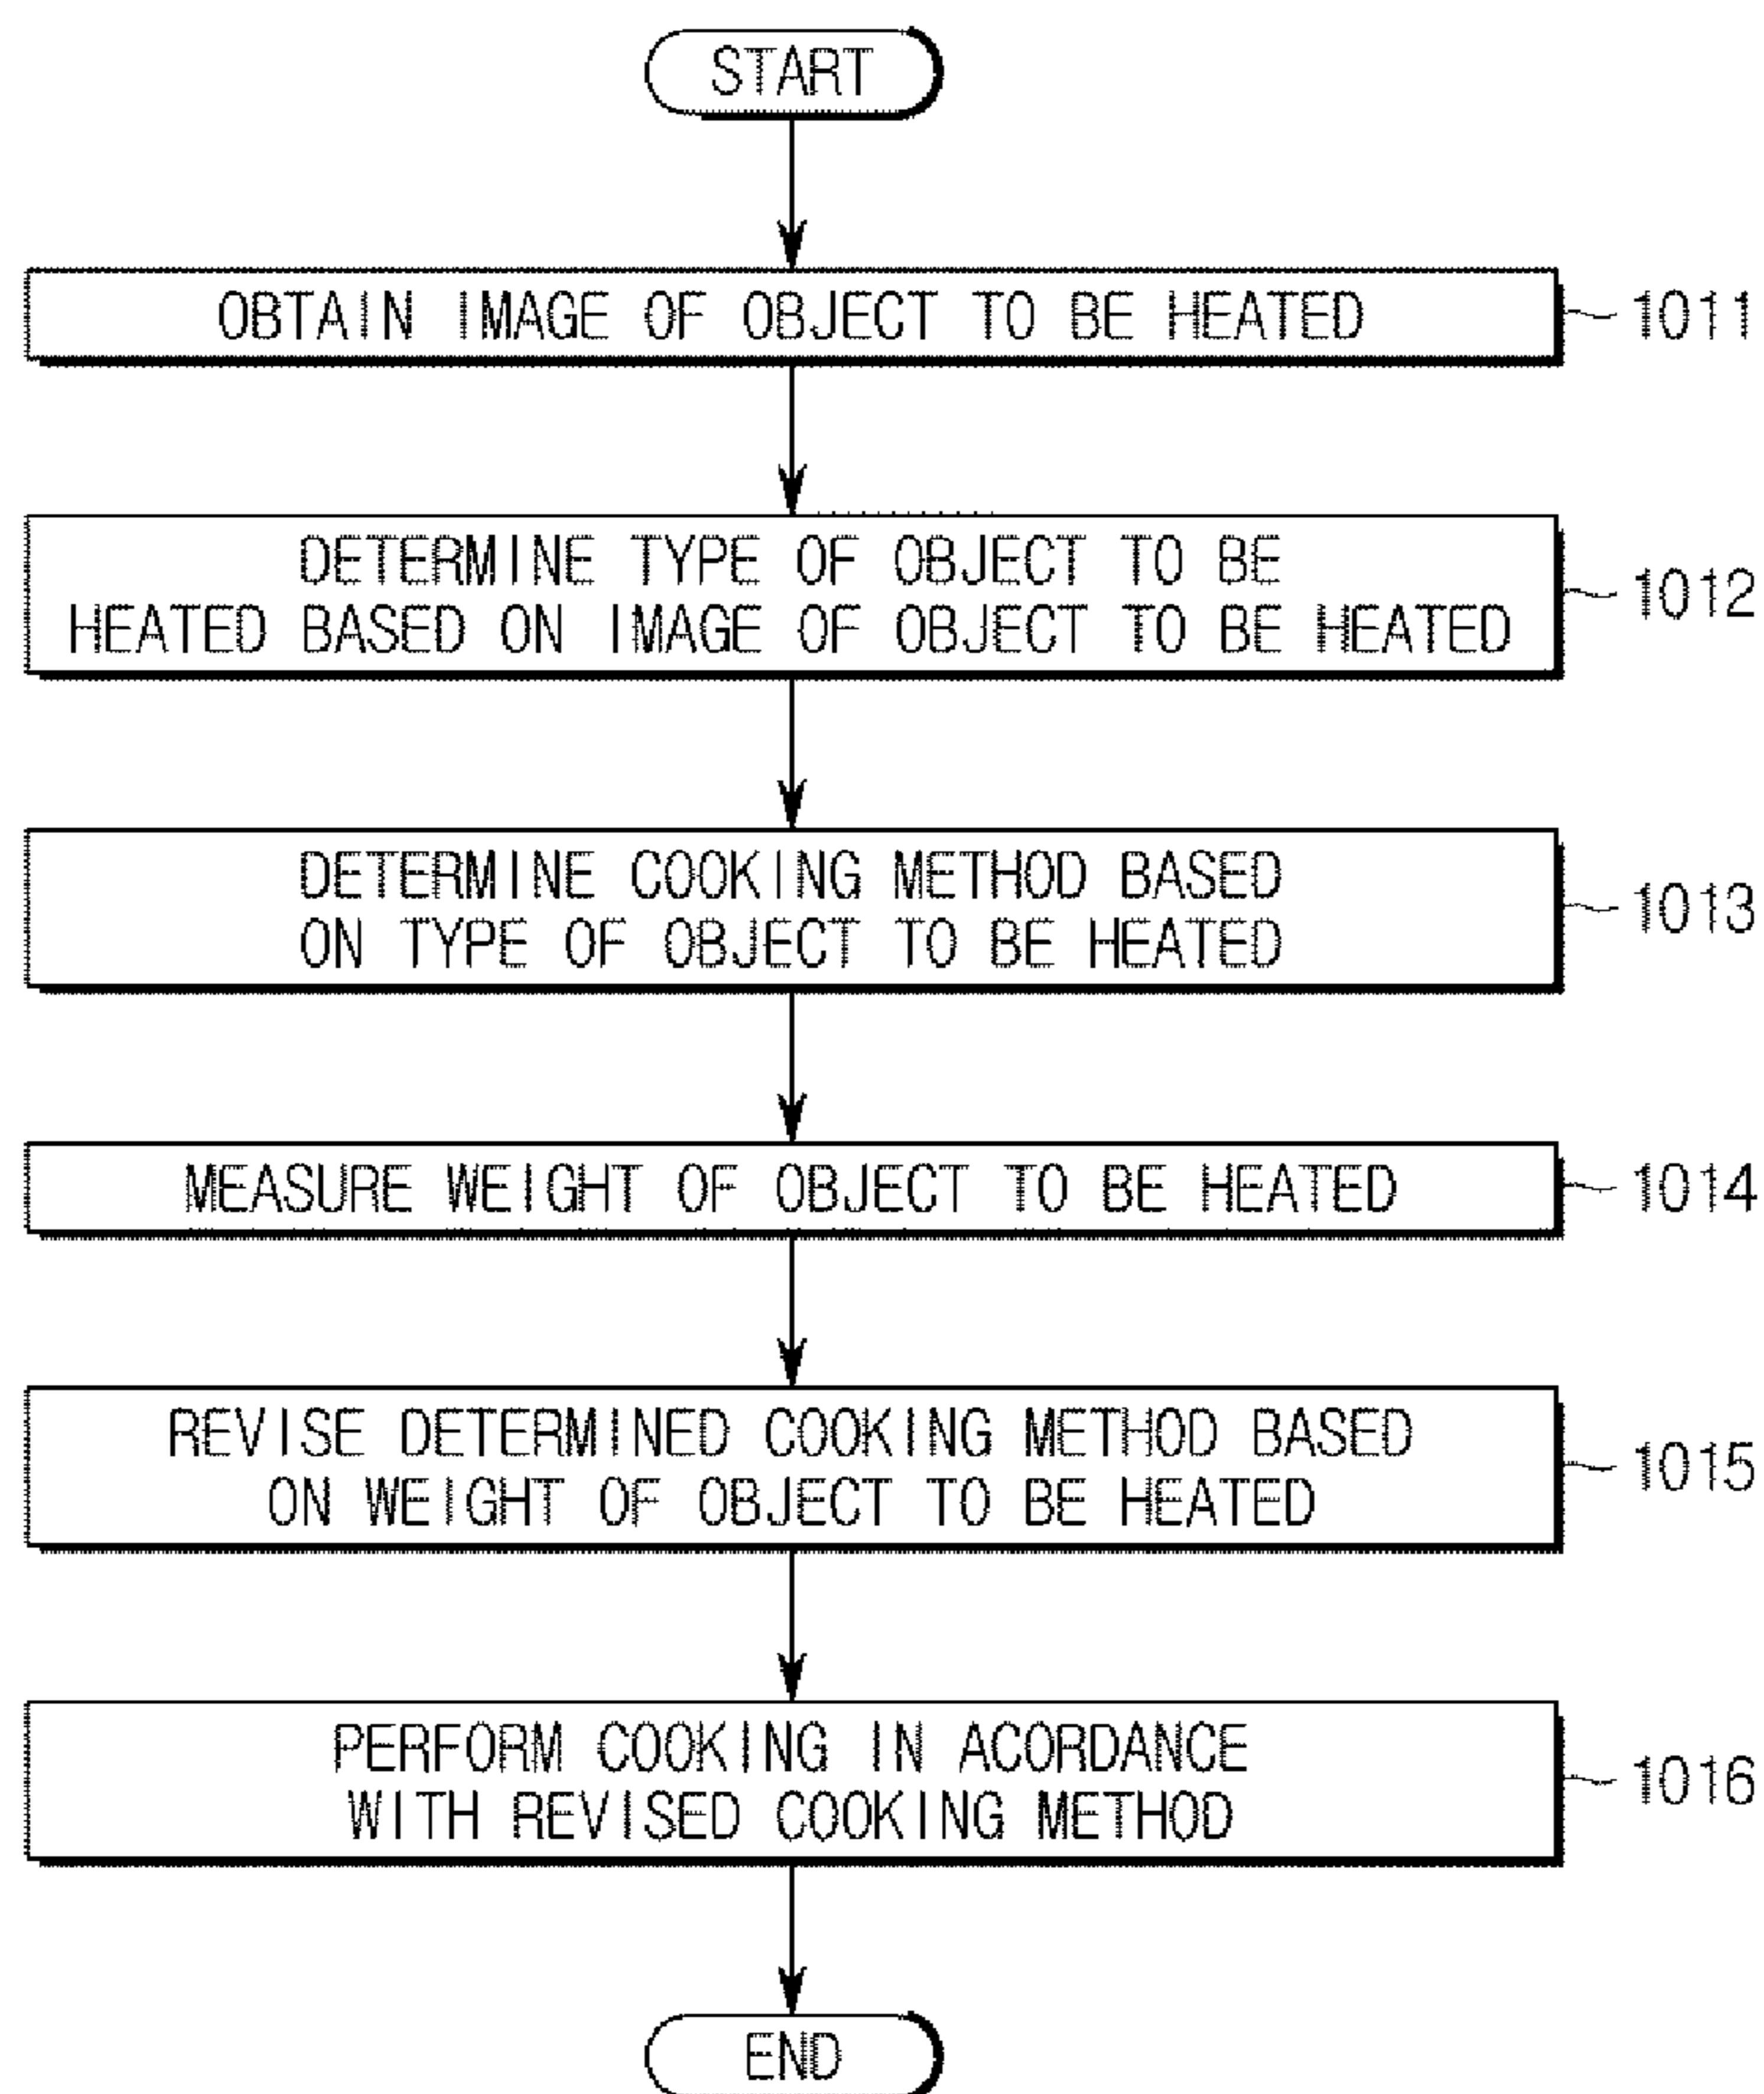 START
OBTAIN IMAGE OF OBJECT TO BE HEATED
1011
DETERMINE TYPE OF OBJECT TO BE
HEATED BASED ON IMAGE OF OBJECT TO BE HEATED
1012
DETERMINE COOKING METHOD BASED
ON TYPE OF OBJECT TO BE HEATED
1013
MEASURE WEIGHT OF OBJECT TO BE HEATED
1014
REVISE DETERMINED COOKING METHOD BASED
ON WEIGHT OF OBJECT TO BE HEATED
1015
PERFORM COOKING IN ACORDANCE
WITH REVISED COOKING METHOD
1016
END